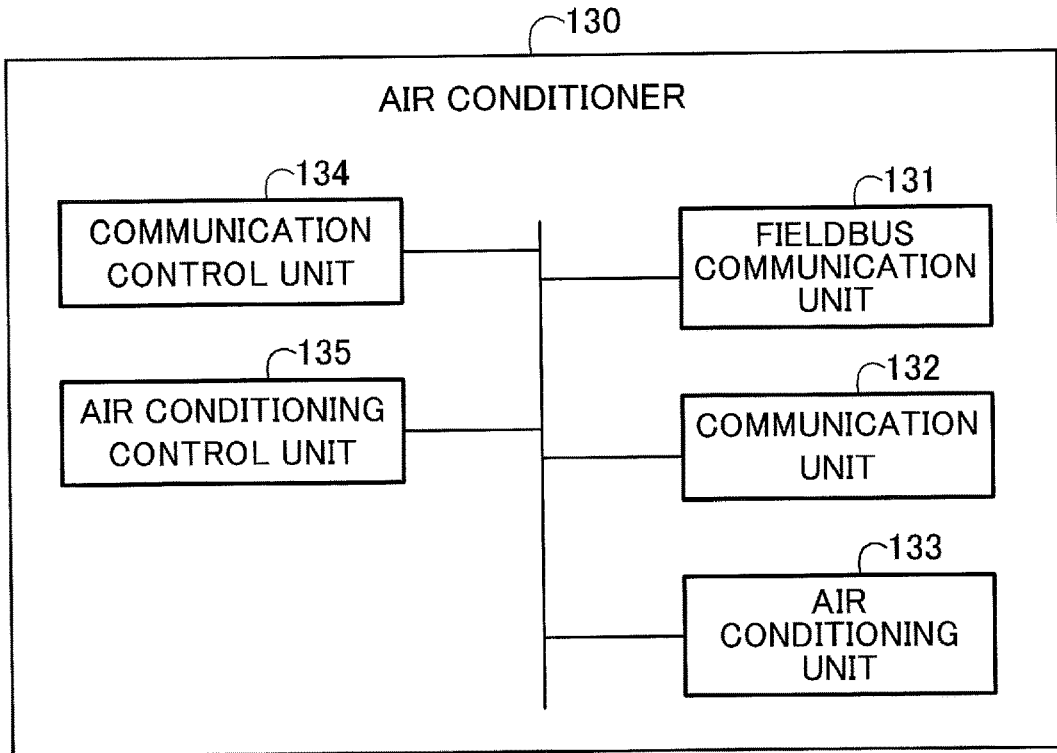 130
AIR CONDITIONER
134
COMMUNICATION
CONTROL UNIT
135
AIR CONDITIONING
CONTROL UNIT
131
FIELDBUS
COMMUNICATION
UNIT
132
COMMUNICATION
UNIT
133
AIR
CONDITIONING
UNIT